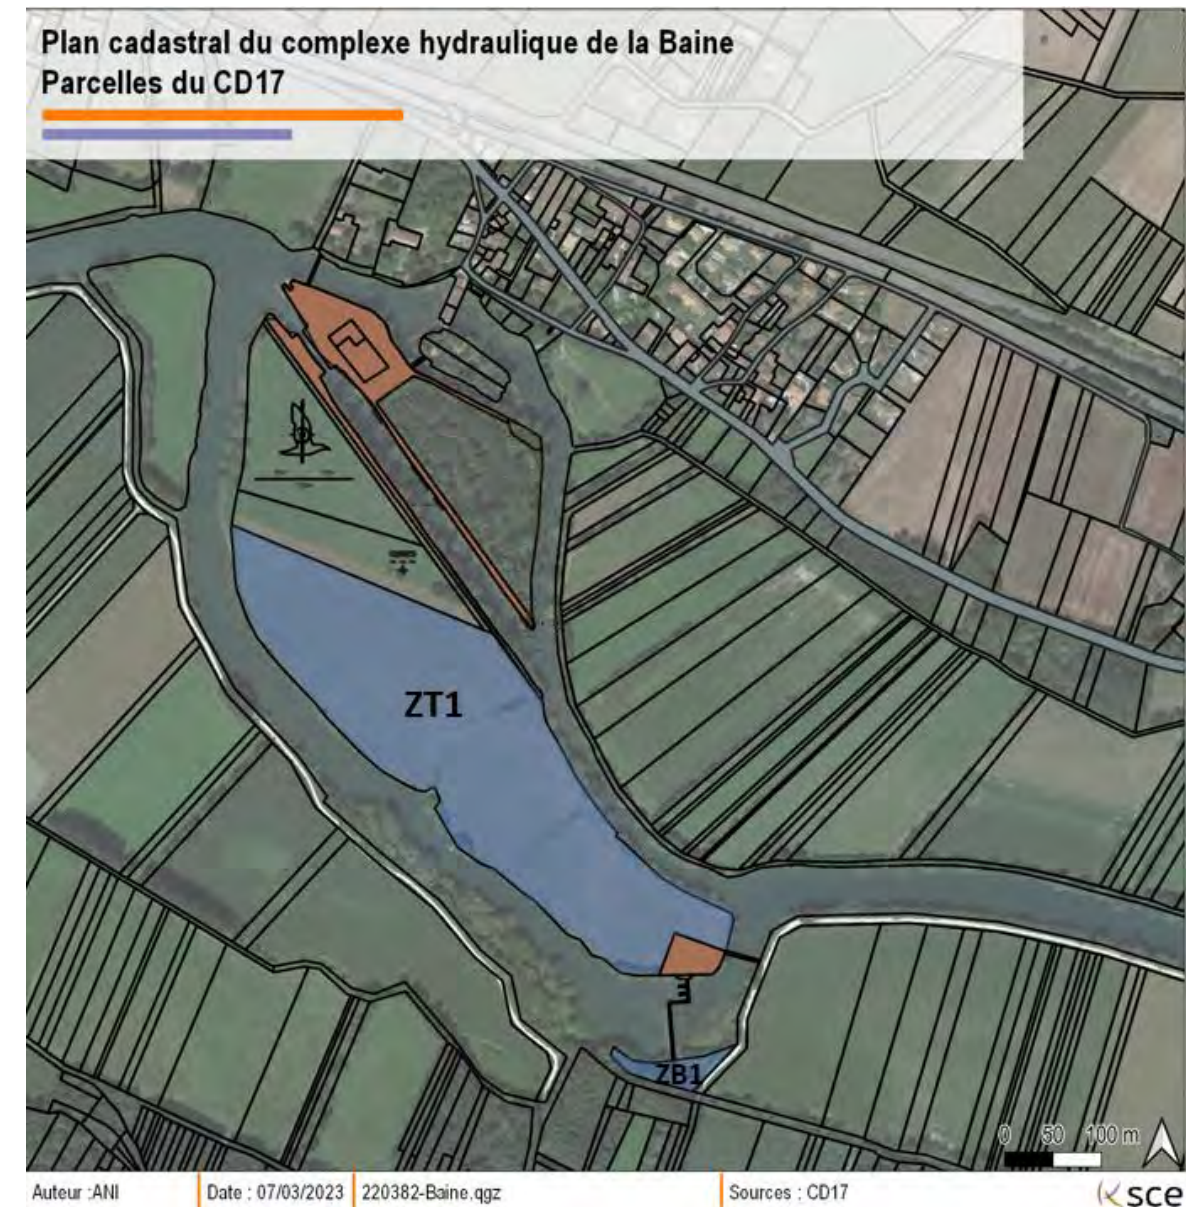 Plan cadastral du complexe hydraulique de la Baine
Parcelles du CD17
ZT1
ZB1
0 50 100 m
Auteur :ANI
Date : 07/03/2023
220382-Baine.qgz
Sources : CD17
sce